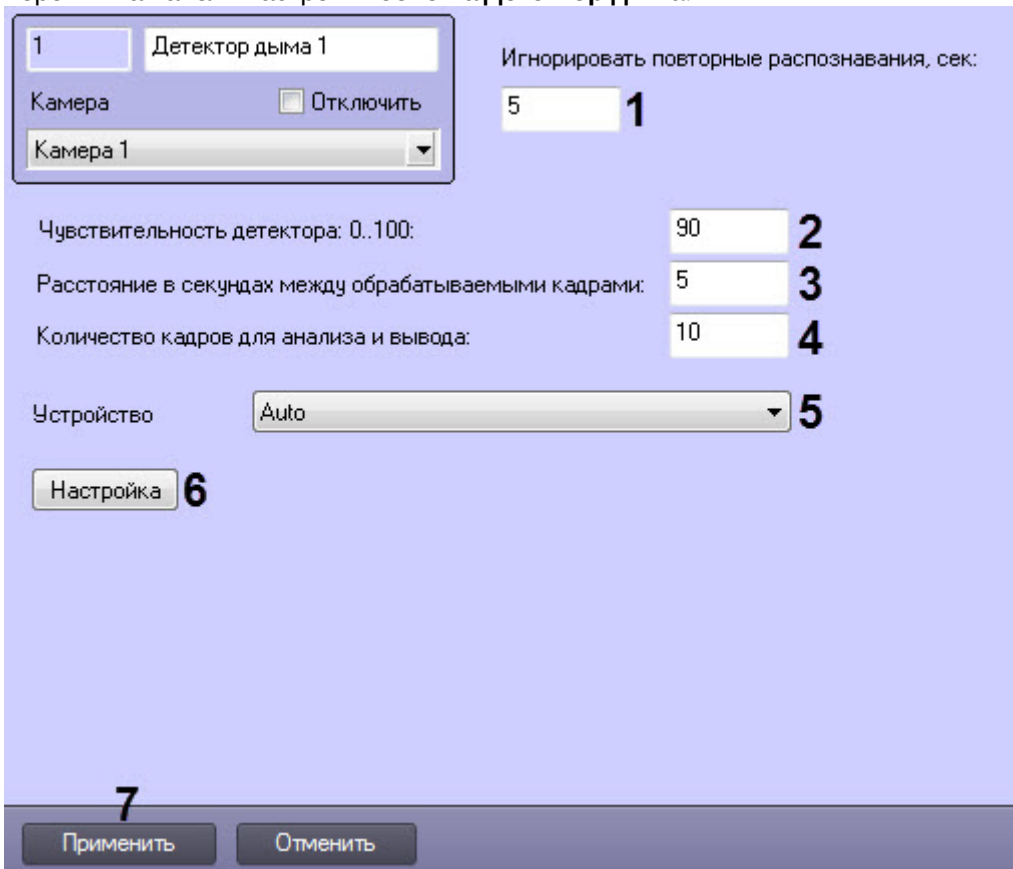 1 Детектор дыма 1
Игнорировать повторные распознавания, сек:
Камера Отключить
5 1
Камера 1
Чувствительность детектора: 0..100: 90 2
Расстояние в секундах между обрабатываемыми кадрами: 5 3
Количество кадров для анализа и вывода: 10 4
Устройство Auto 5
Настройка 6
7
Применить Отменить